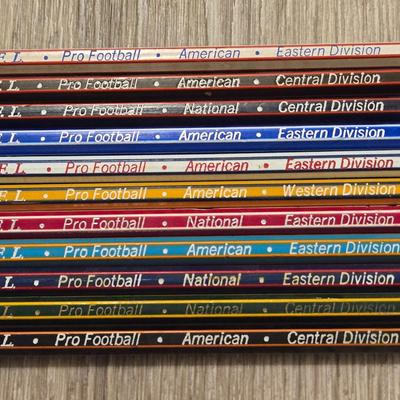 F. L. • Pro Football • American • Eastern Division
F. L. • Pro Football • American • Central Division
F. L. • Pro Football • National • Central Division
F. L. • Pro Football • American • Eastern Division
F. L. • Pro Football • American • Eastern Division
F. L. • Pro Football • American • Western Division
F. L. • Pro Football • National • Eastern Division
F. L. • Pro Football • American • Eastern Division
L. • Pro Football • National • Eastern Division
L. • Pro Football • National • Central Division
L. • Pro Football • American • Central Division